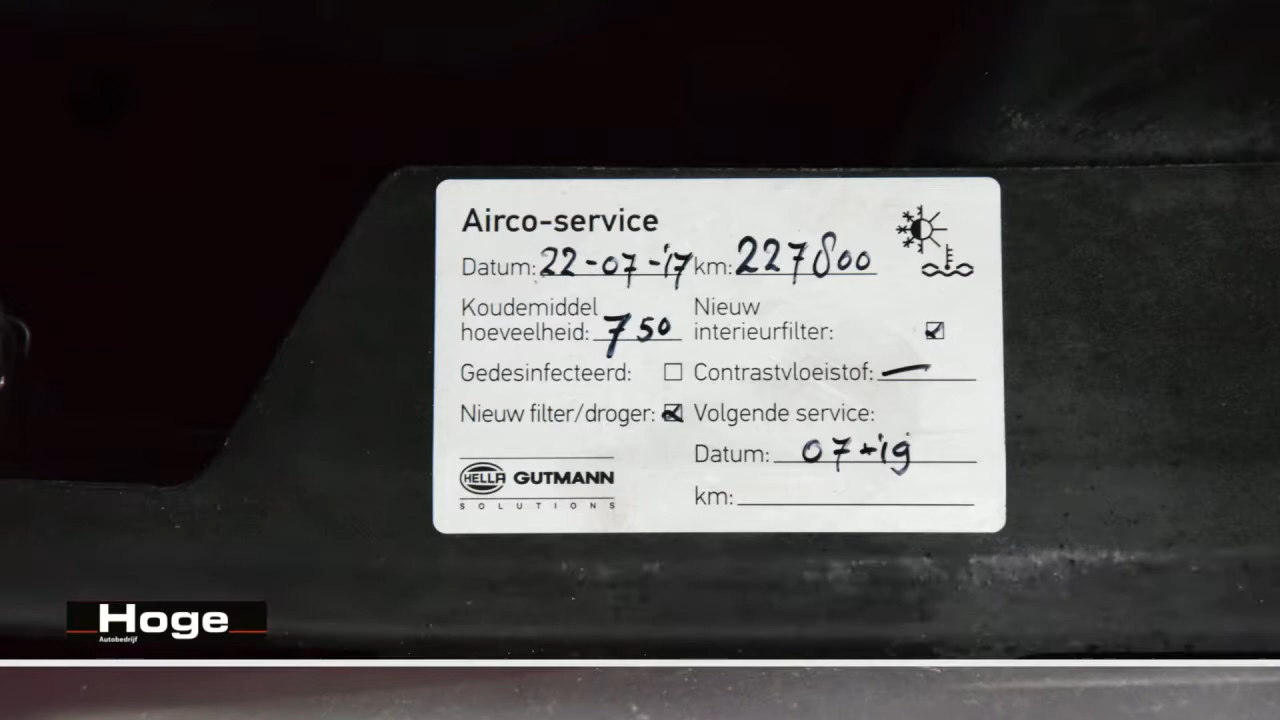 Airco-service
Datum: 22-07-'17 km: 227800
Koudemiddel hoeveelheid: 750 Nieuw interieurfilter:
Gedesinfecteerd: Contrastvloeistof: —
Nieuw filter/droger: Volgende service:
Datum: 07-'19
km:
HELLA GUTMANN
SOLUTIONS
Hoge
Autobedrijf